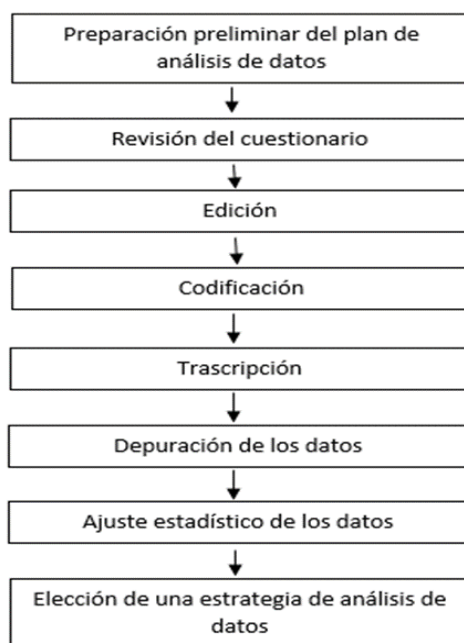 Preparación preliminar del plan de
análisis de datos
Revisión del cuestionario
Edición
Codificación
Trascripción
Depuración de los datos
Ajuste estadístico de los datos
Elección de una estrategia de análisis de
datos